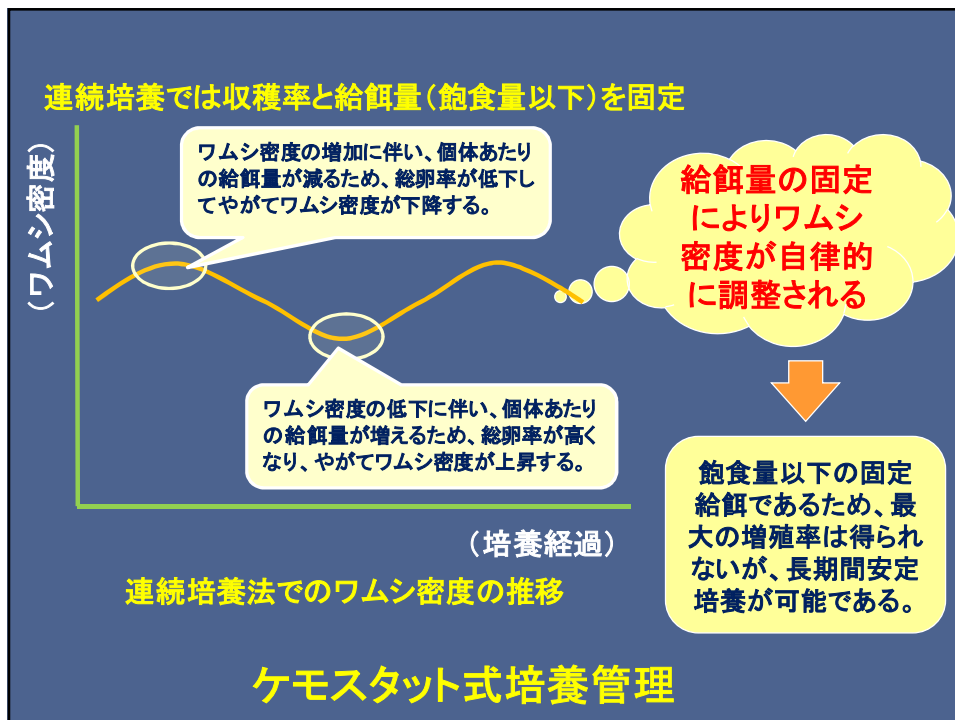 連続培養では収穫率と給餌量(飽食量以下)を固定
(ワムシ密度)
ワムシ密度の増加に伴い、個体あたり
の給餌量が減るため、総卵率が低下し
てやがてワムシ密度が下降する。
給餌量の固定
によりワムシ
密度が自律的
に調整される
ワムシ密度の低下に伴い、個体あたり
の給餌量が増えるため、総卵率が高く
なり、やがてワムシ密度が上昇する。
飽食量以下の固定
給餌であるため、最
大の増殖率は得られ
ないが、長期間安定
培養が可能である。
(培養経過)
連続培養法でのワムシ密度の推移
ケモスタット式培養管理